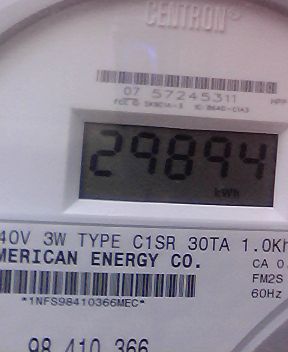 CENTRON®
07 57245311
HPP
29894
kWh
40V 3W TYPE C1SR 30TA 1.0Kh
MERICAN ENERGY CO.
CA 0.
FM2S
60Hz
*1NFS98410366MEC*
98 410 366